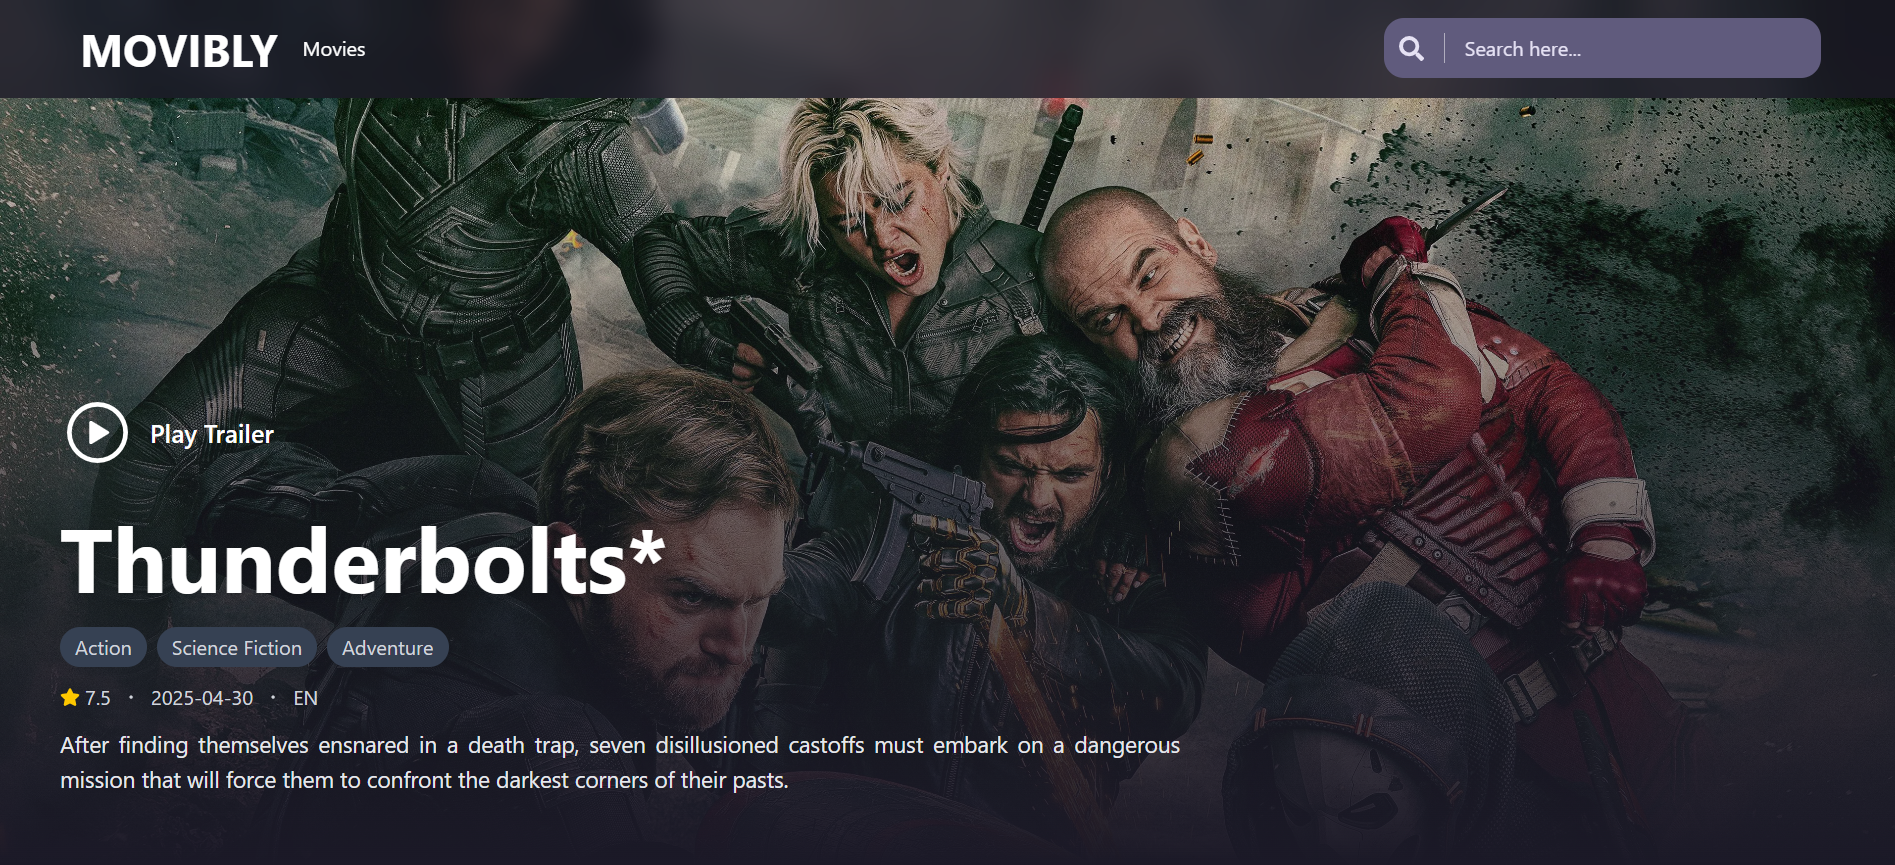 MOVIBLY Movies Search here...
Play Trailer
Thunderbolts*
Action Science Fiction Adventure
7.5 • 2025-04-30 • EN
After finding themselves ensnared in a death trap, seven disillusioned castoffs must embark on a dangerous
mission that will force them to confront the darkest corners of their pasts.